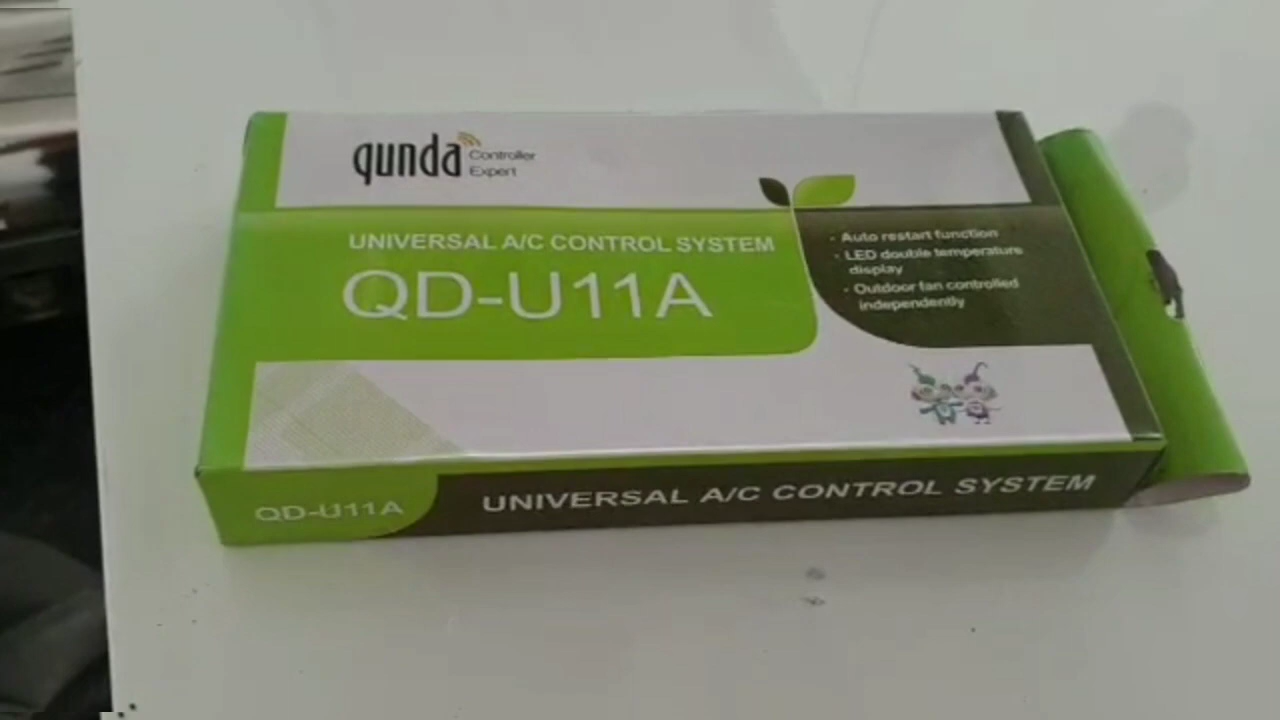 qunda Controller
Expert
UNIVERSAL A/C CONTROL SYSTEM
QD-U11A
· Auto restart function
· LED double temperature
display
· Outdoor fan controlled
independently
QD-U11A
UNIVERSAL A/C CONTROL SYSTEM